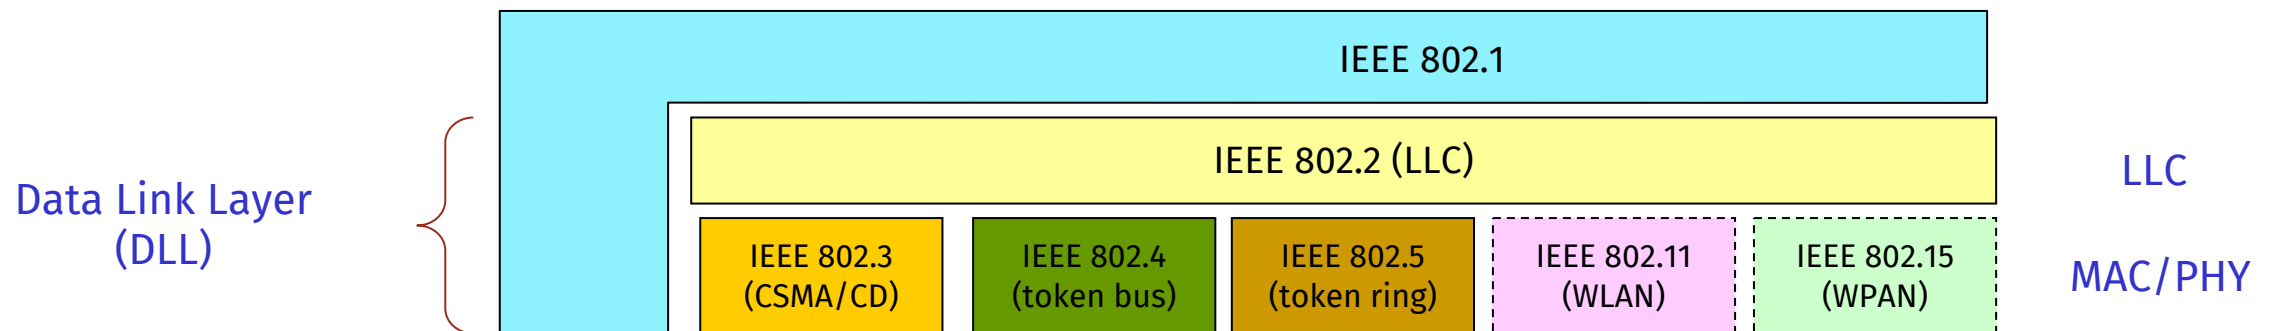 IEEE 802.1
Data Link Layer
(DLL)
IEEE 802.2 (LLC)
LLC
IEEE 802.3
(CSMA/CD)
IEEE 802.4
(token bus)
IEEE 802.5
(token ring)
IEEE 802.11
(WLAN)
IEEE 802.15
(WPAN)
MAC/PHY